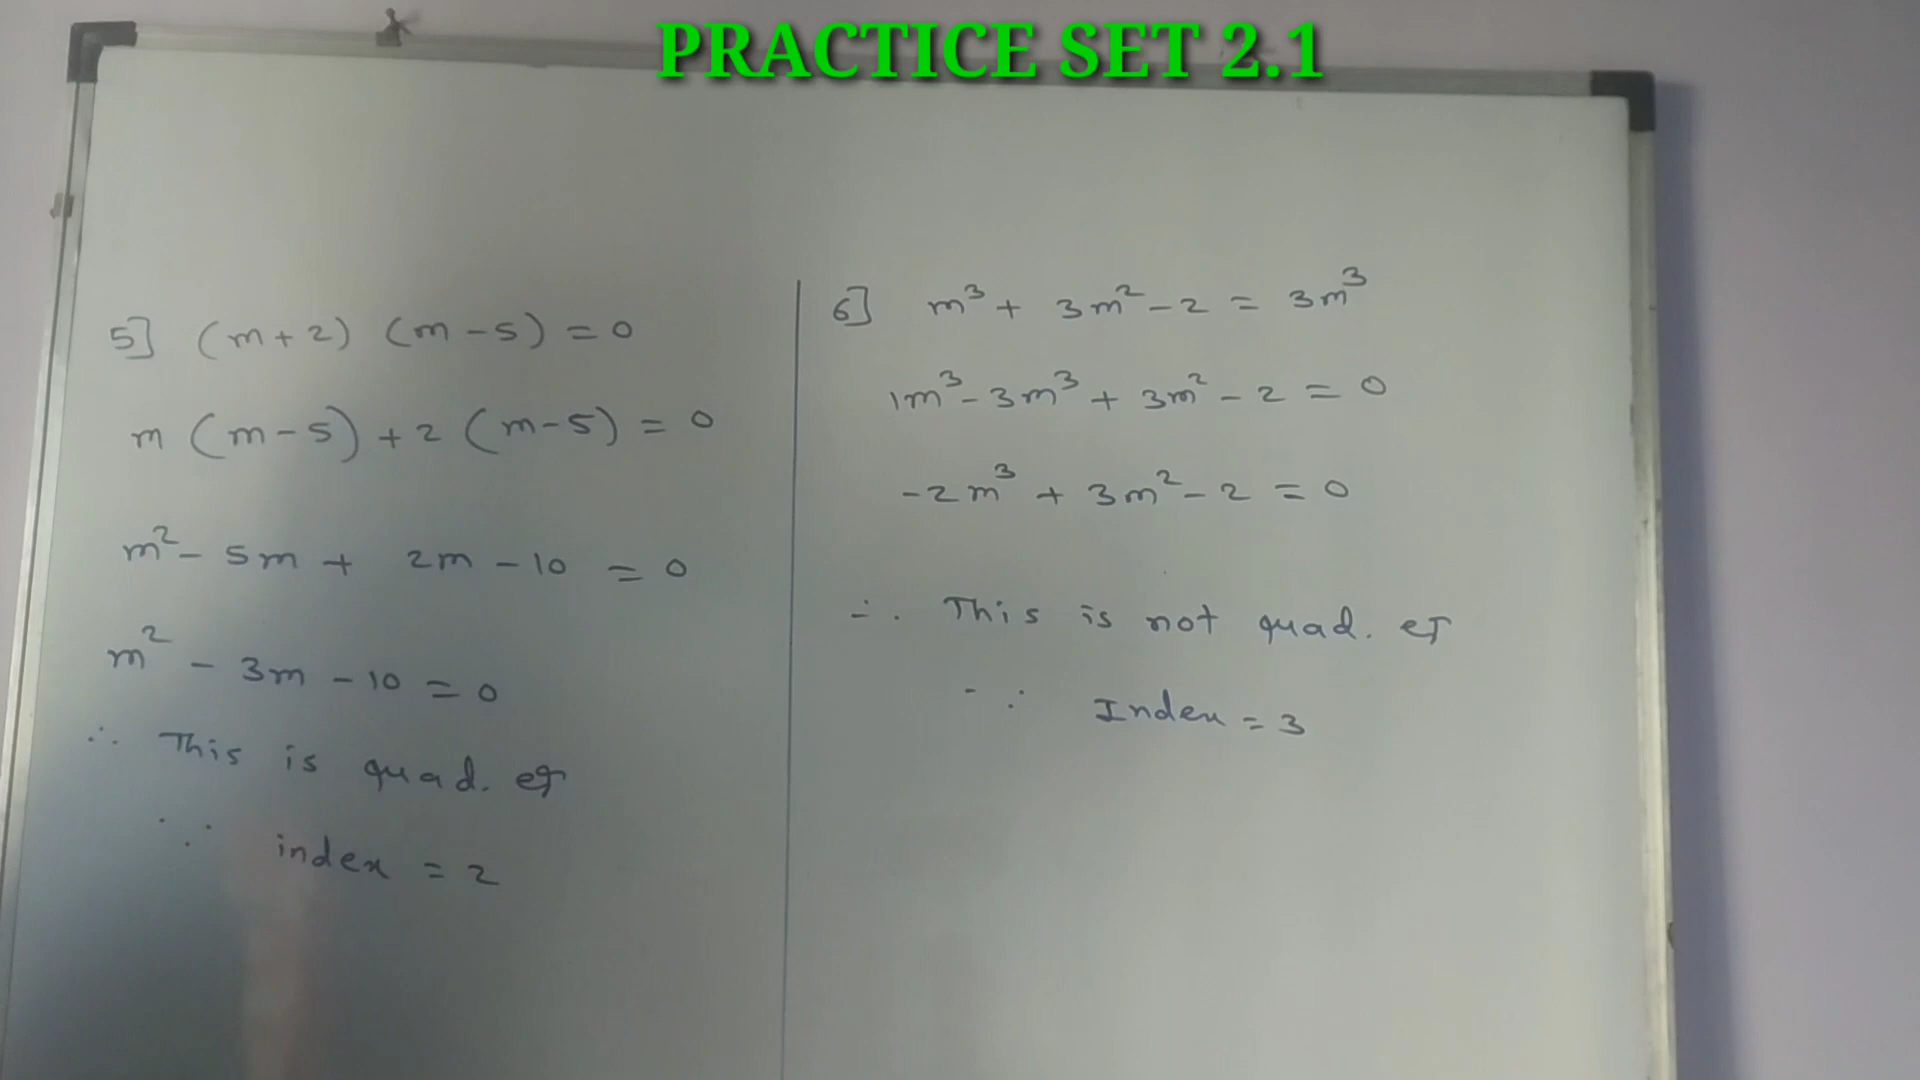 PRACTICE SET 2.1
5] (m+2) (m-5) = 0
m (m-5) + 2 (m-5) = 0
m² - 5m + 2m - 10 = 0
m² - 3m - 10 = 0
∴ This is quad. eq
∵ index = 2
6] m³ + 3m² - 2 = 3m³
1m³ - 3m³ + 3m² - 2 = 0
-2m³ + 3m² - 2 = 0
∴ This is not quad. eq
∵ Index = 3